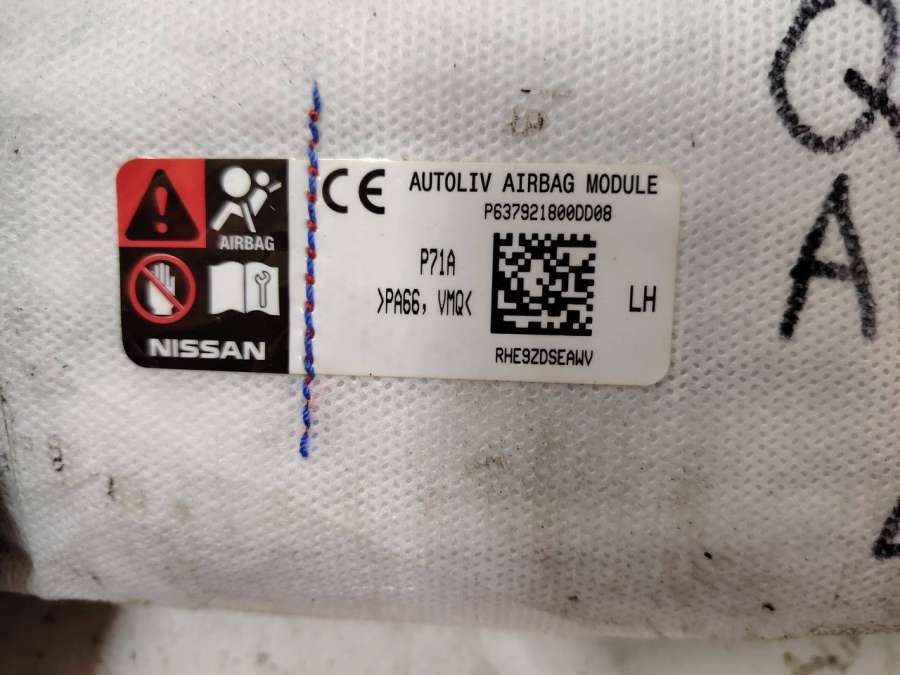 AIRBAG
NISSAN
CE
AUTOLIV AIRBAG MODULE
P637921800DD08
P71A
>PA66, VMQ<
LH
RHE9ZDSEAWV
Q
A